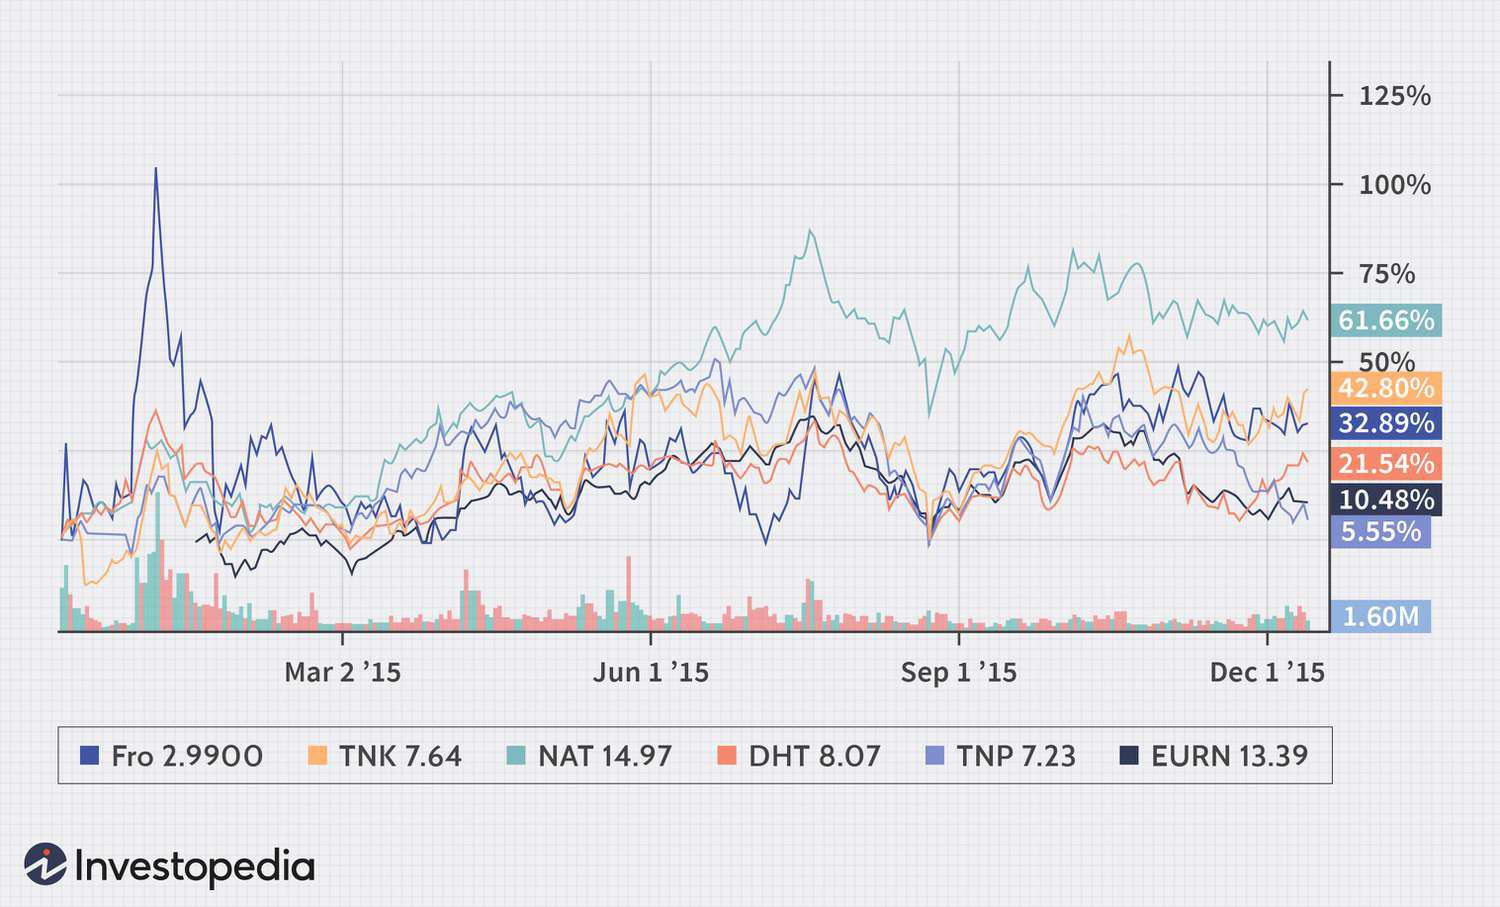 125%
100%
75%
61.66%
50%
42.80%
32.89%
21.54%
10.48%
5.55%
1.60M
Mar 2 ’15 Jun 1 ’15 Sep 1 ’15 Dec 1 ’15
Fro 2.9900 TNK 7.64 NAT 14.97 DHT 8.07 TNP 7.23 EURN 13.39
Investopedia